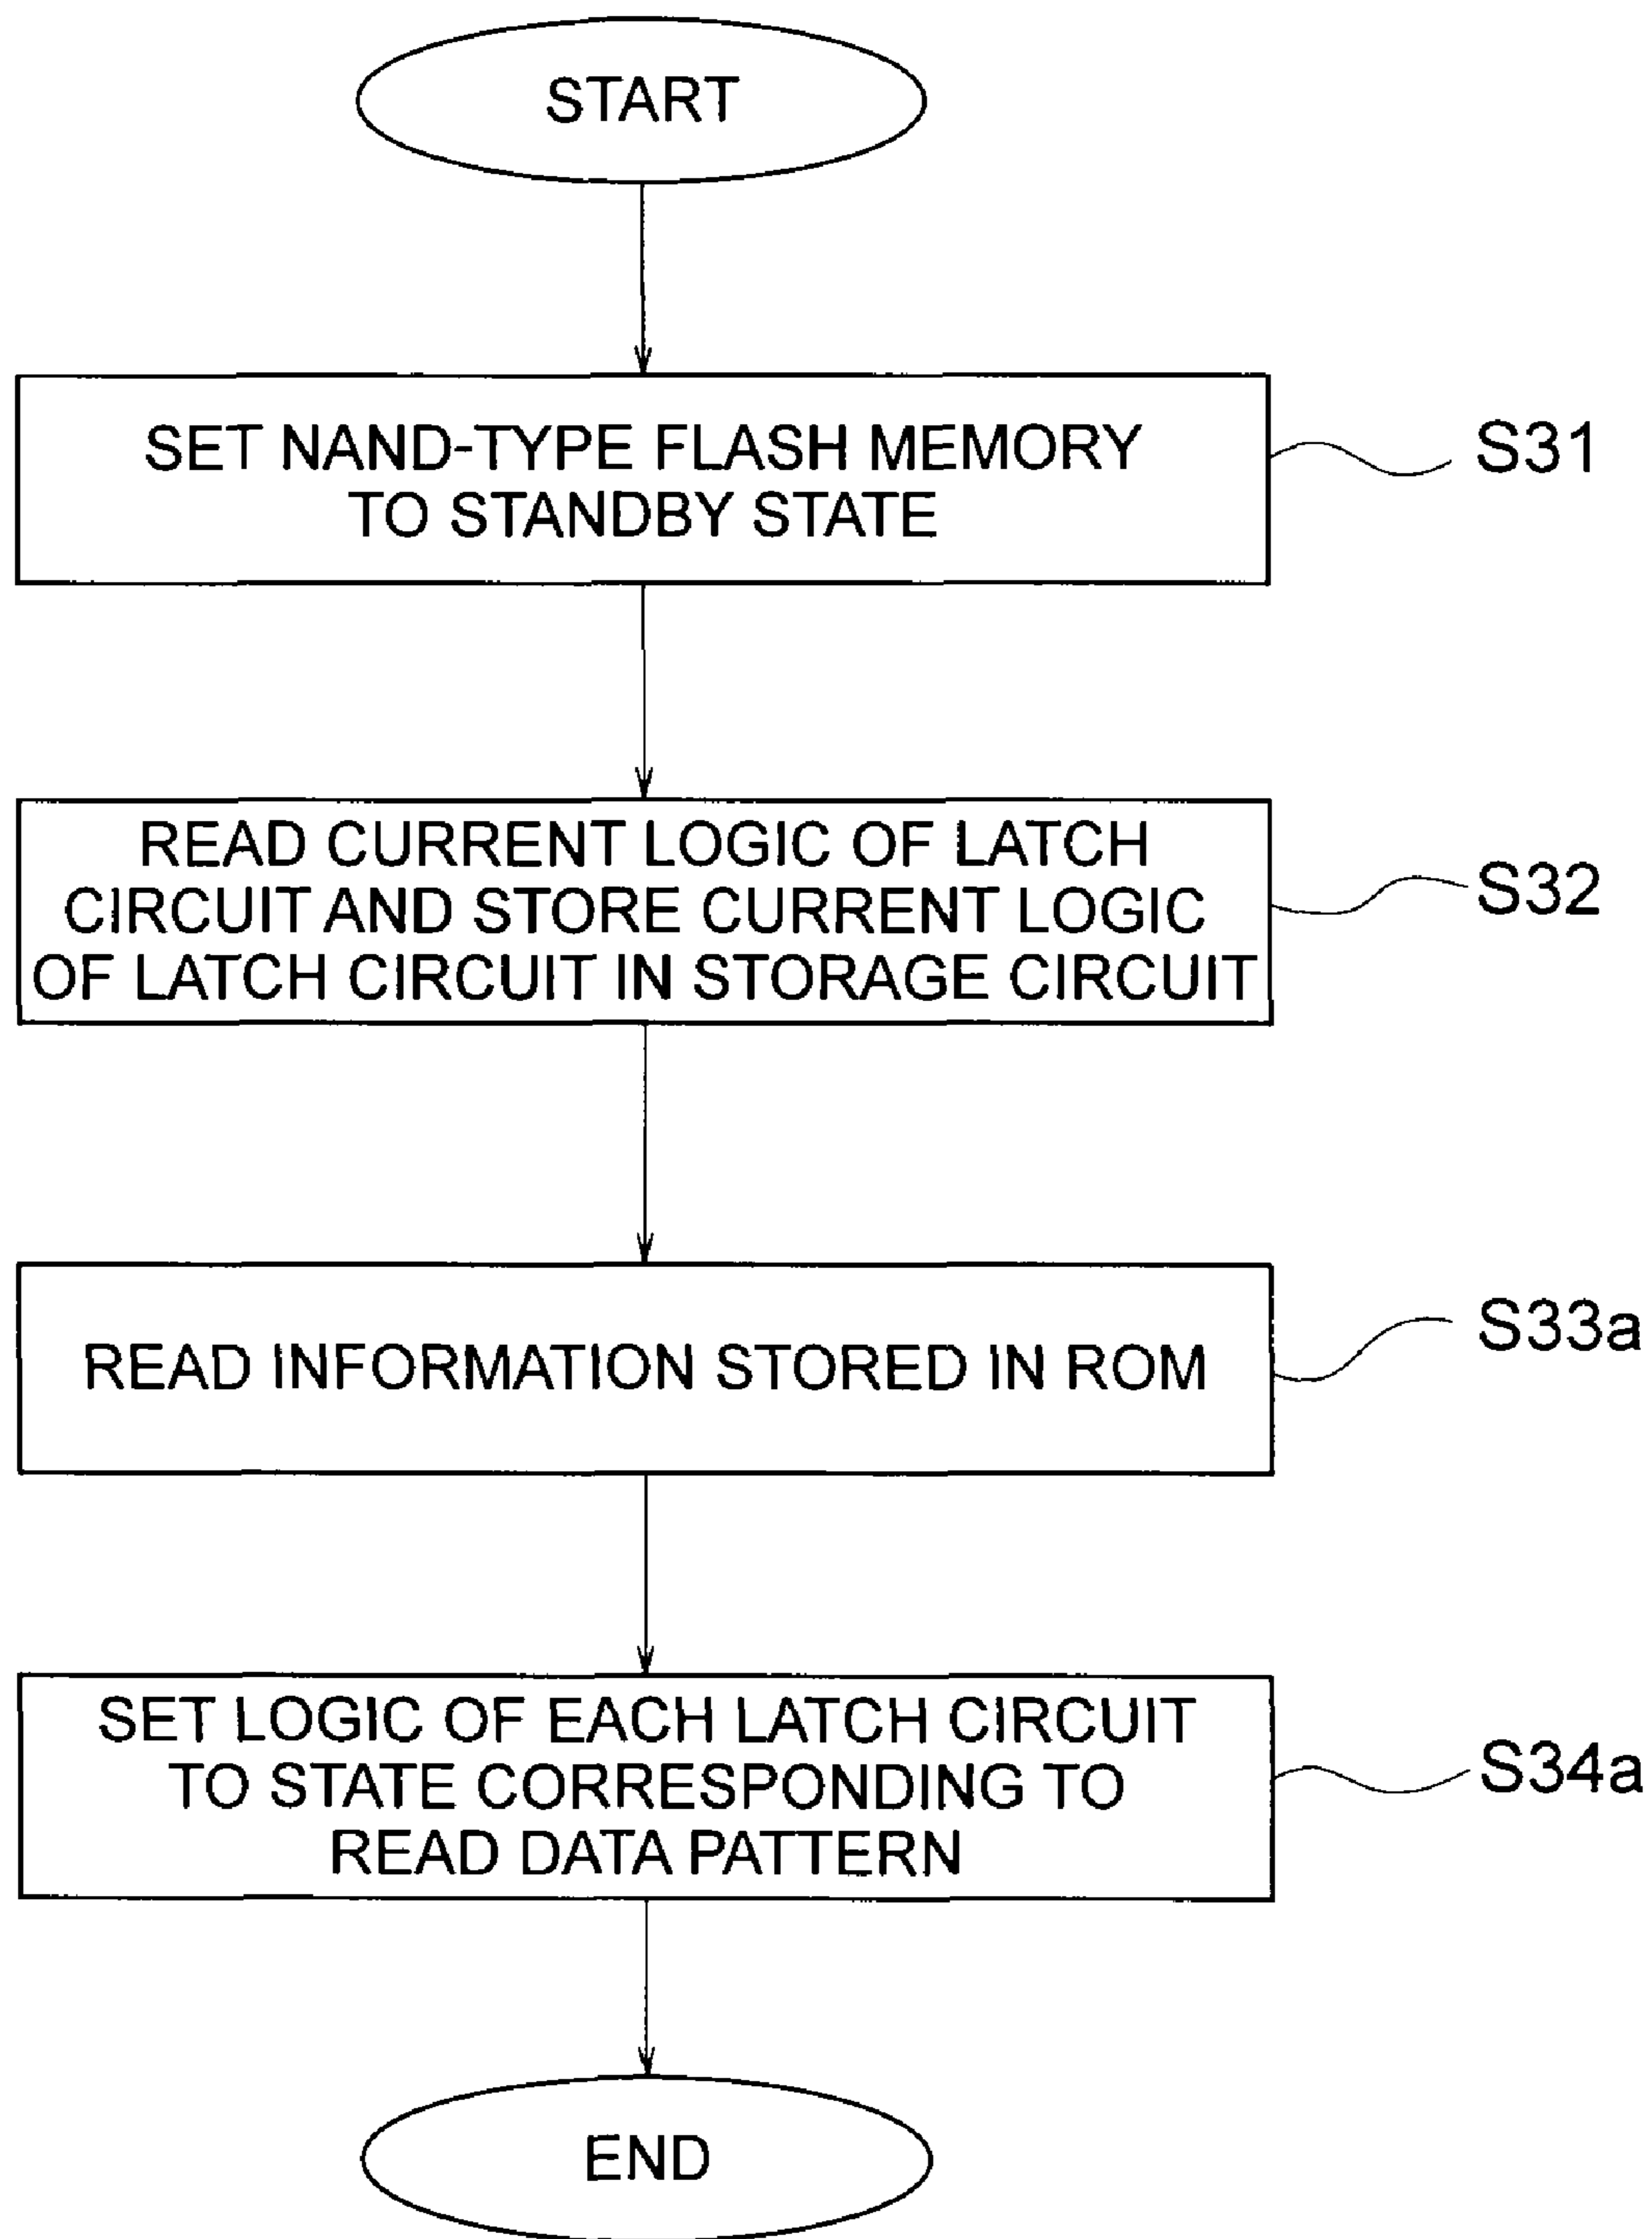 START
SET NAND-TYPE FLASH MEMORY
TO STANDBY STATE
S31
READ CURRENT LOGIC OF LATCH
CIRCUIT AND STORE CURRENT LOGIC
OF LATCH CIRCUIT IN STORAGE CIRCUIT
S32
READ INFORMATION STORED IN ROM
S33a
SET LOGIC OF EACH LATCH CIRCUIT
TO STATE CORRESPONDING TO
READ DATA PATTERN
S34a
END